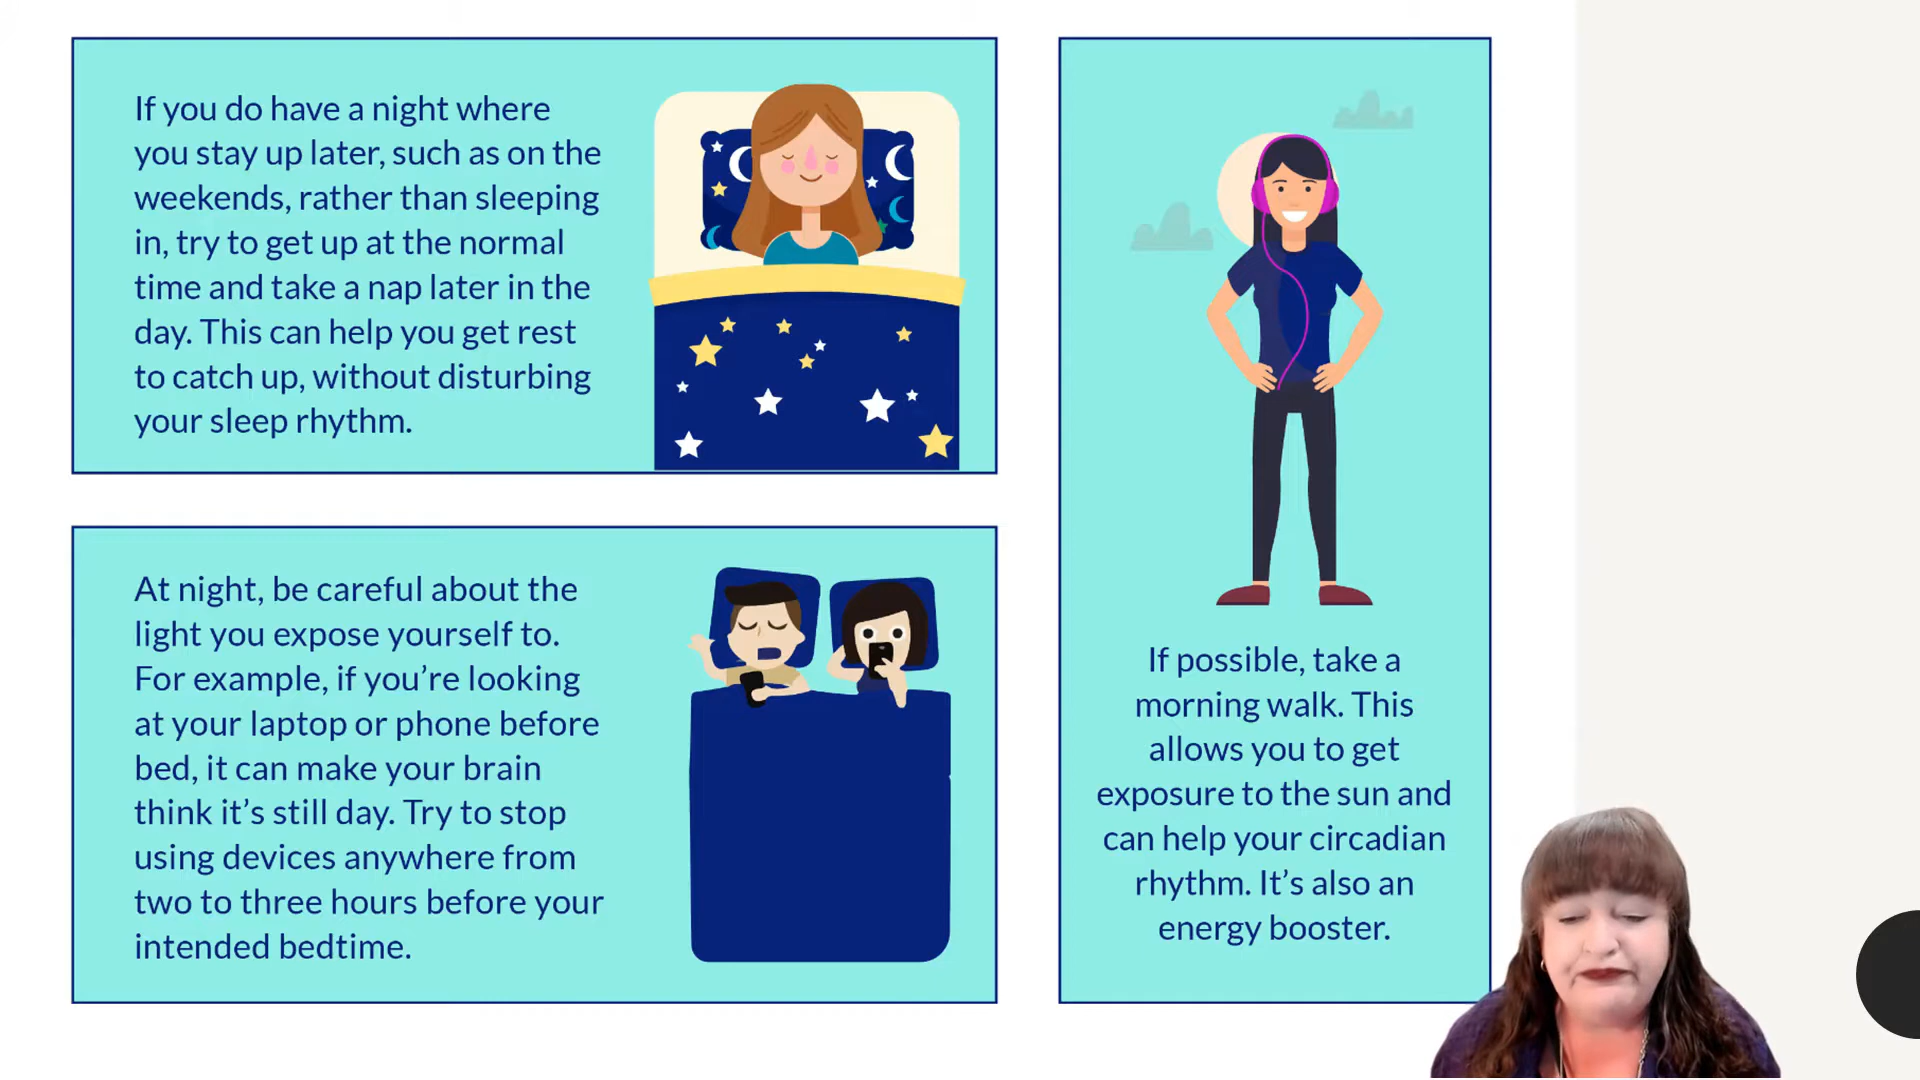 If you do have a night where
you stay up later, such as on the
weekends, rather than sleeping
in, try to get up at the normal
time and take a nap later in the
day. This can help you get rest
to catch up, without disturbing
your sleep rhythm.
At night, be careful about the
light you expose yourself to.
For example, if you’re looking
at your laptop or phone before
bed, it can make your brain
think it’s still day. Try to stop
using devices anywhere from
two to three hours before your
intended bedtime.
If possible, take a
morning walk. This
allows you to get
exposure to the sun and
can help your circadian
rhythm. It’s also an
energy booster.